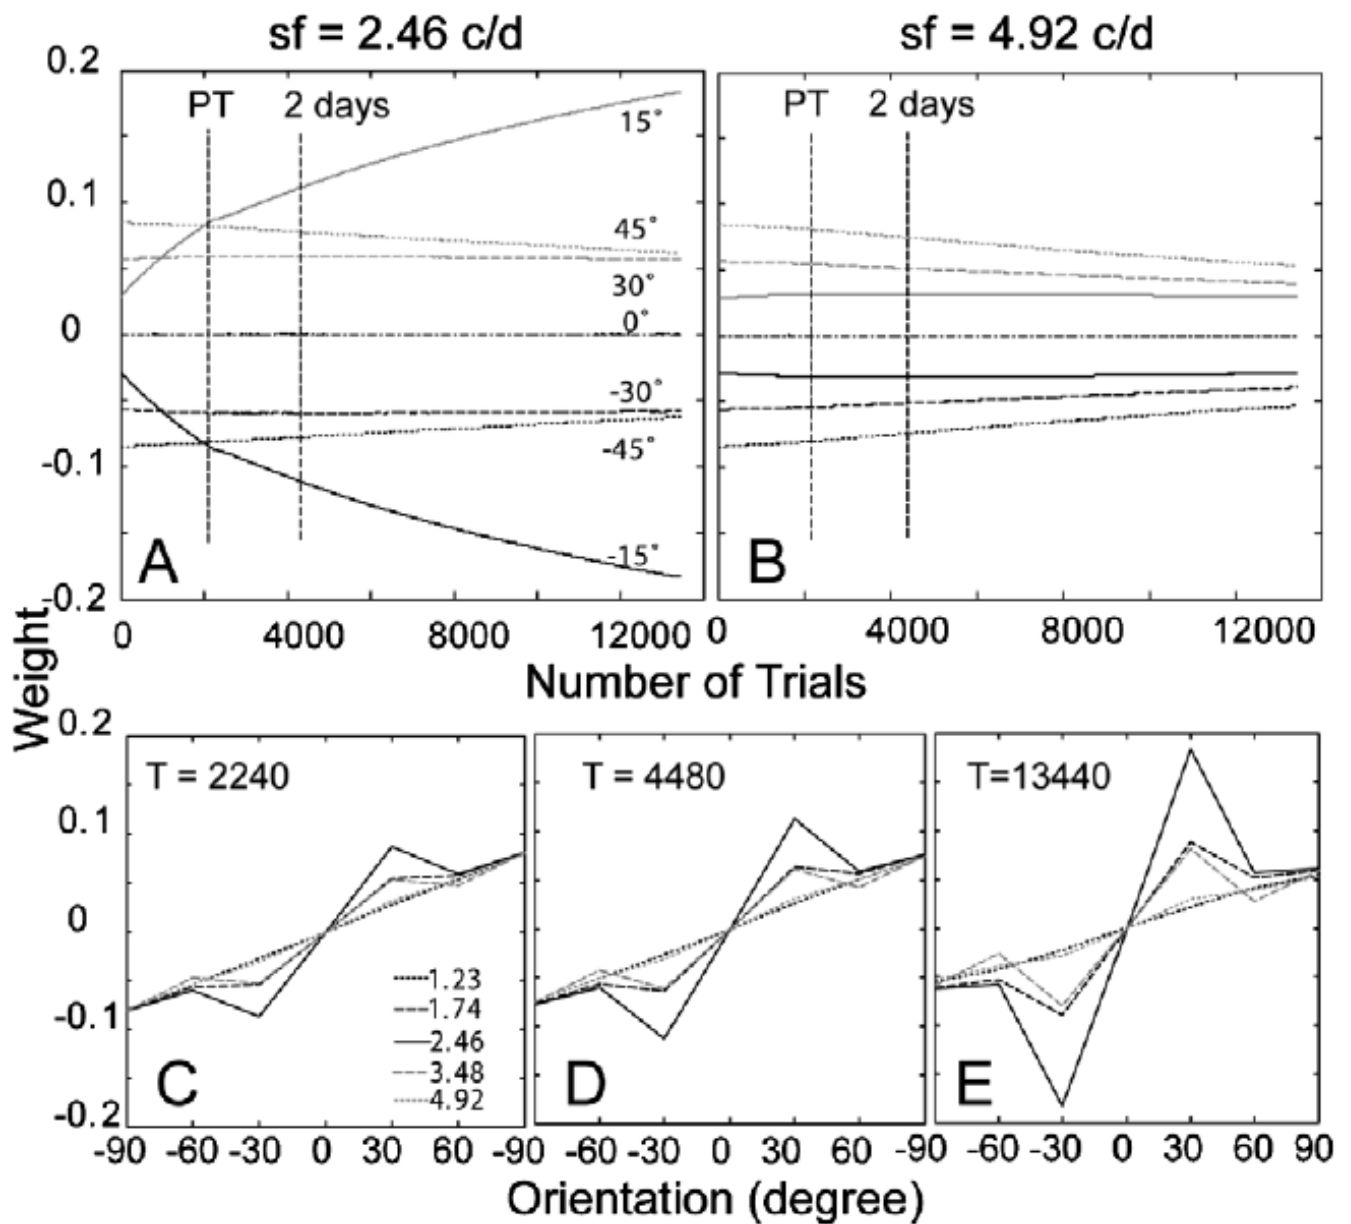 sf = 2.46 c/d
sf = 4.92 c/d
0.2
0.1
0
-0.1
-0.2
PT 2 days
15˚
45˚
30˚
0˚
-30˚
-45˚
-15˚
A
PT 2 days
B
0 4000 8000 12000
0 4000 8000 12000
Number of Trials
Weight
0.2
0.1
0
-0.1
-0.2
T = 2240
1.23
1.74
2.46
3.48
4.92
C
T = 4480
D
T=13440
E
-90 -60 -30 0 30 60 -90
-60 -30 0 30 60 -90
-60 -30 0 30 60 90
Orientation (degree)